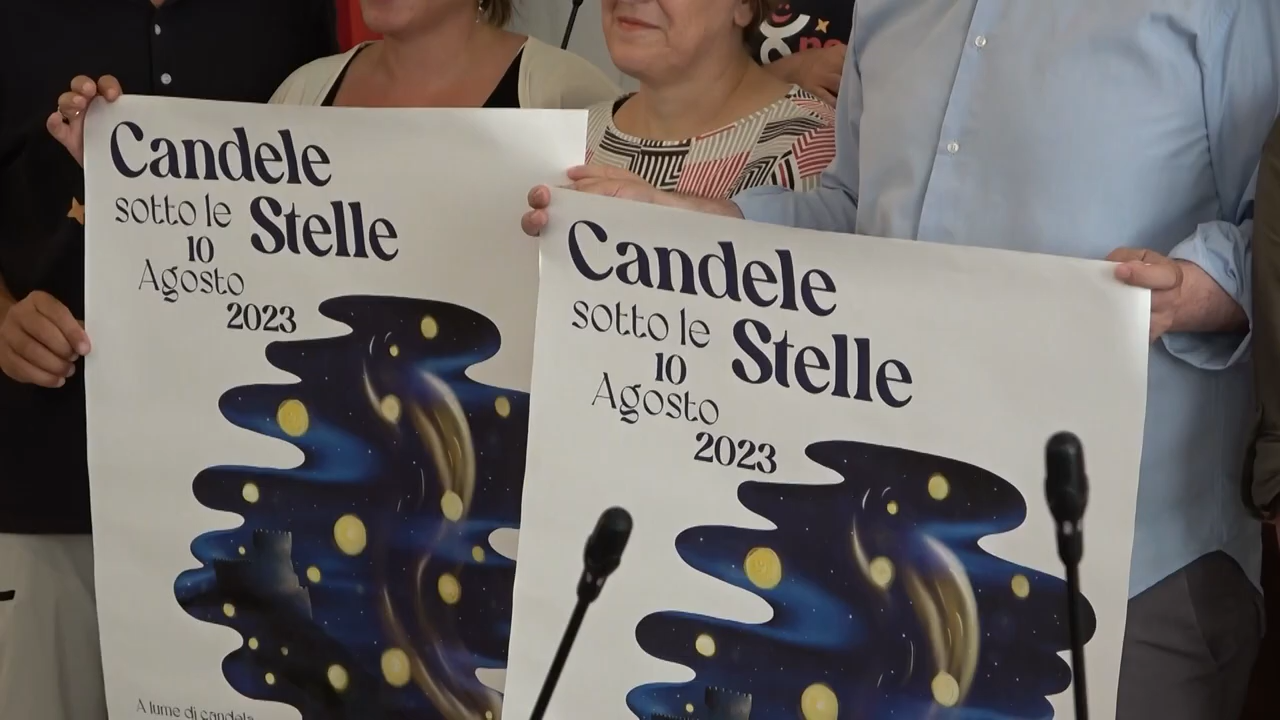 Candele
sotto le Stelle
10
Agosto
2023
A lume di candela
Candele
sotto le Stelle
10
Agosto
2023